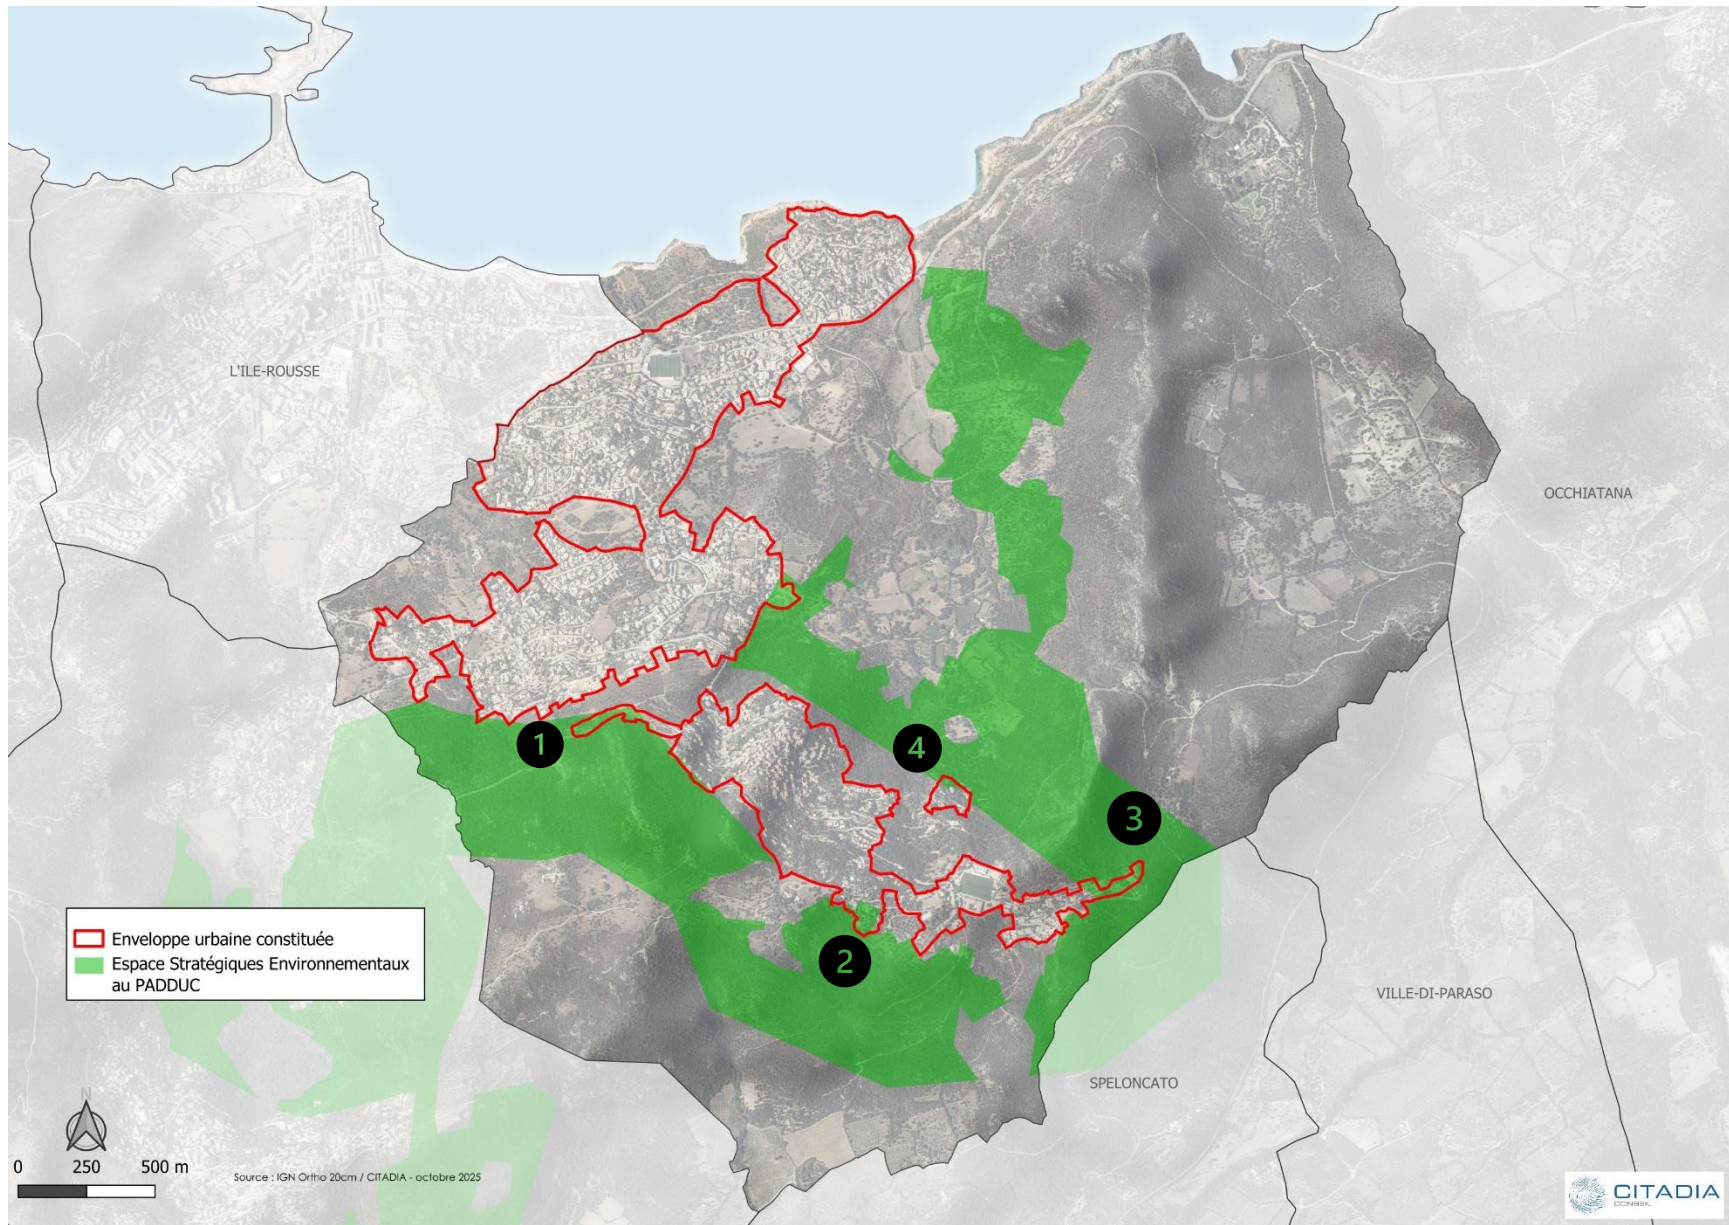 L'ILE-ROUSSE
OCCHIATANA
1
4
3
2
Enveloppe urbaine constituée
Espace Stratégiques Environnementaux
au PADDUC
VILLE-DI-PARASO
SPELONCATO
N
0 250 500 m
Source : IGN Ortho 20cm / CITADIA - octobre 2025
CITADIA
CONSEIL